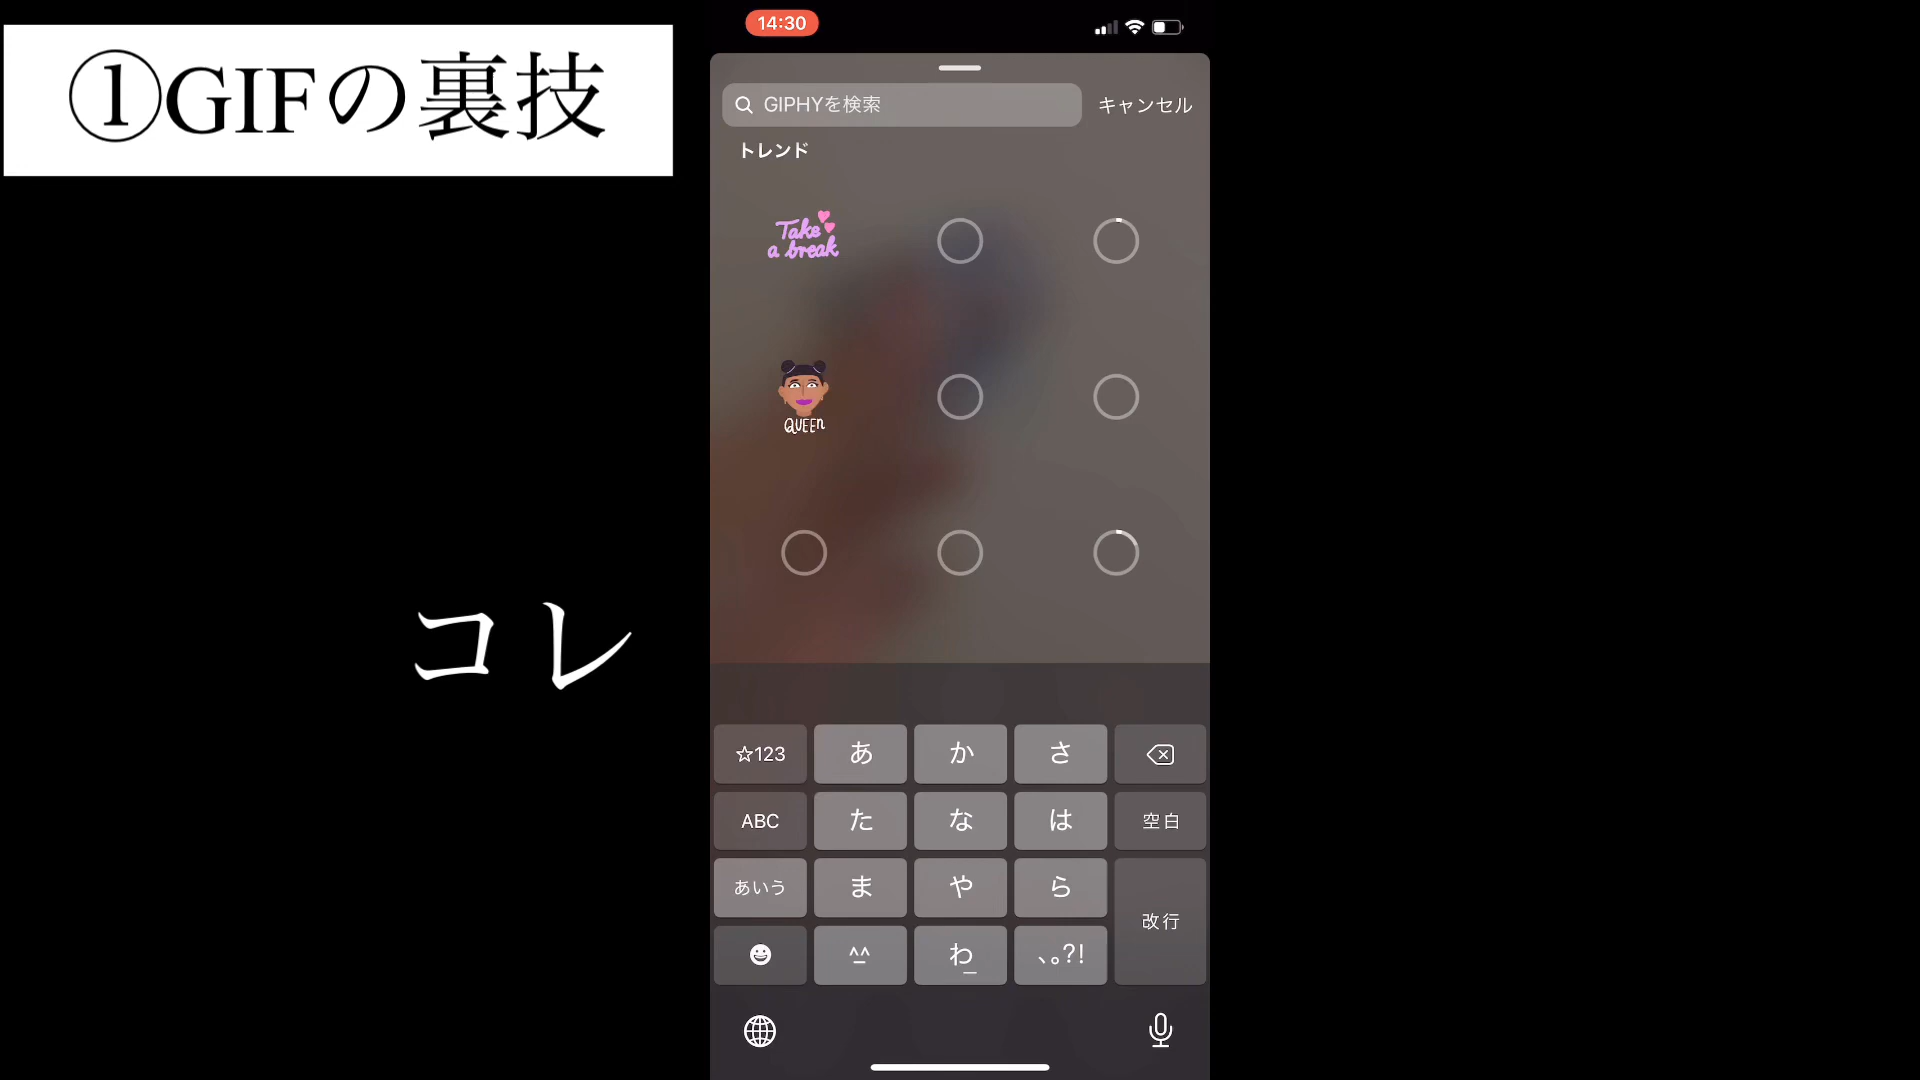 ①GIFの裏技
14:30
GIPHYを検索
キャンセル
トレンド
Take
a break
QUEEN
コレ
☆123
あ
か
さ
ABC
た
な
は
空白
あいう
ま
や
ら
改行
^^
わ_
、。?!